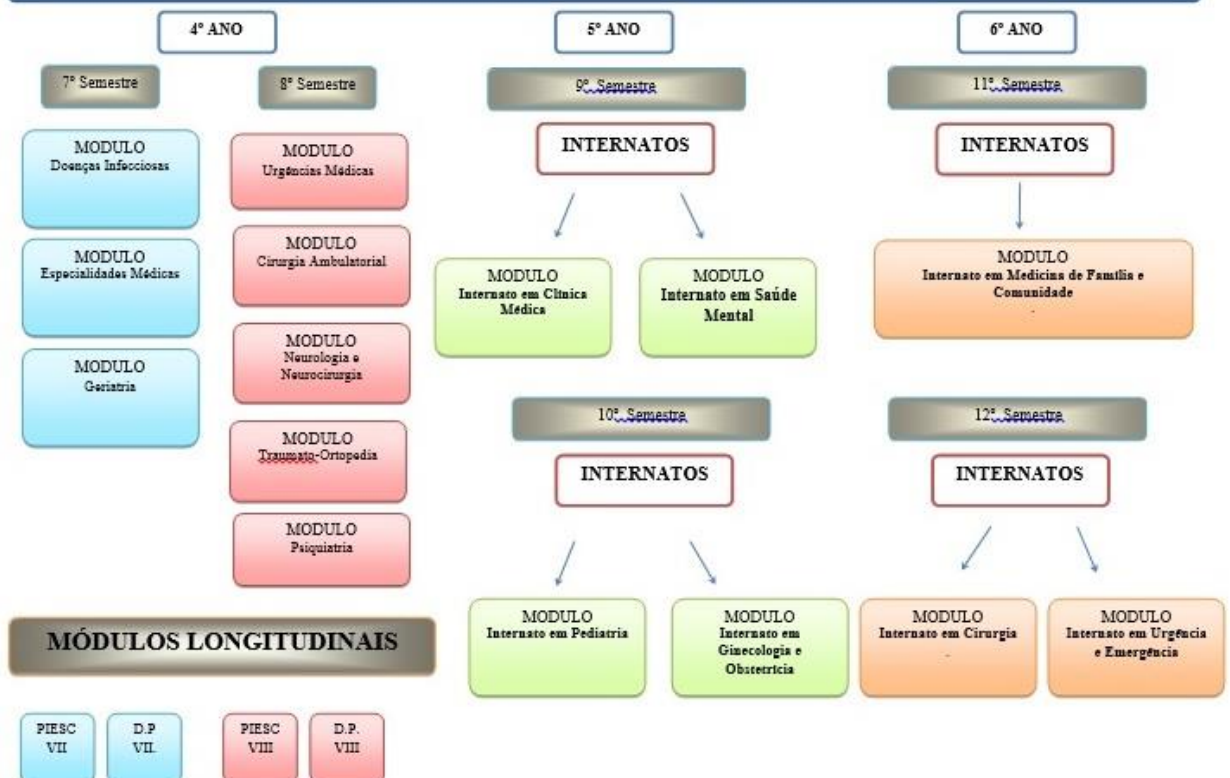 4º ANO
7º Semestre
MODULO
Doenças Infecciosas
MODULO
Especialidades Médicas
MODULO
Geriatria
8º Semestre
MODULO
Urgências Médicas
MODULO
Cirurgia Ambulatorial
MODULO
Neurologia e
Neurocirurgia
MODULO
Traumato-Ortopedia
MODULO
Psiquiatria
MÓDULOS LONGITUDINAIS
PIESC
VII
D.P
VII.
PIESC
VIII
D.P.
VIII
5º ANO
9º. Semestre
INTERNATOS
MODULO
Internato em Clínica
Médica
MODULO
Internato em Saúde
Mental
10º. Semestre
INTERNATOS
MODULO
Internato em Pediatria
MODULO
Internato em
Ginecologia e
Obstetrícia
6º ANO
11º. Semestre
INTERNATOS
MODULO
Internato em Medicina de Família e
Comunidade
.
12º. Semestre
INTERNATOS
MODULO
Internato em Cirurgia
.
MODULO
Internato em Urgência
e Emergência